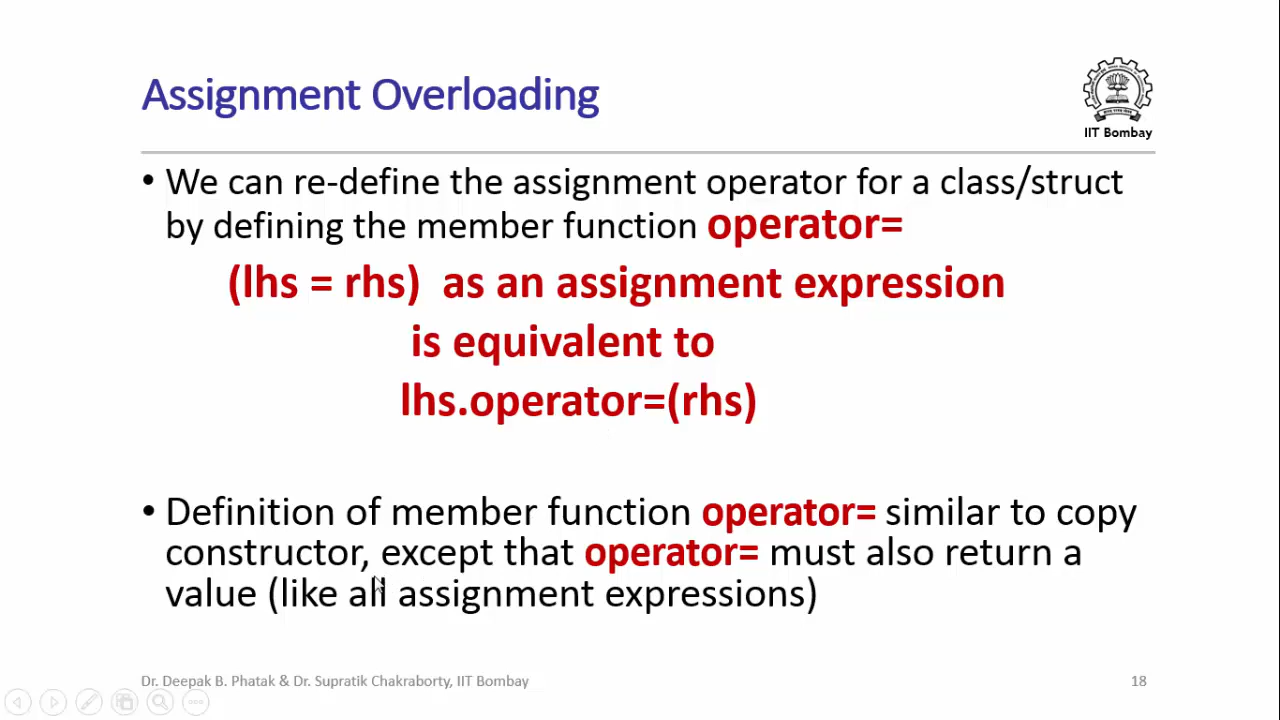 Assignment Overloading
IIT Bombay
• We can re-define the assignment operator for a class/struct
by defining the member function operator=
(lhs = rhs) as an assignment expression
is equivalent to
lhs.operator=(rhs)
• Definition of member function operator= similar to copy
constructor, except that operator= must also return a
value (like all assignment expressions)
Dr. Deepak B. Phatak & Dr. Supratik Chakraborty, IIT Bombay
18